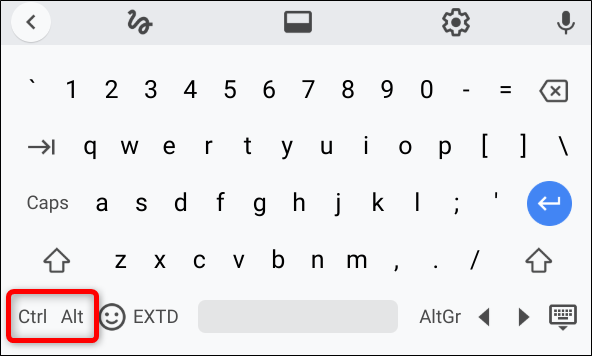 ` 1 2 3 4 5 6 7 8 9 0 - =
q w e r t y u i o p [ ] \
Caps a s d f g h j k l ; '
z x c v b n m , . /
Ctrl Alt EXTD AltGr